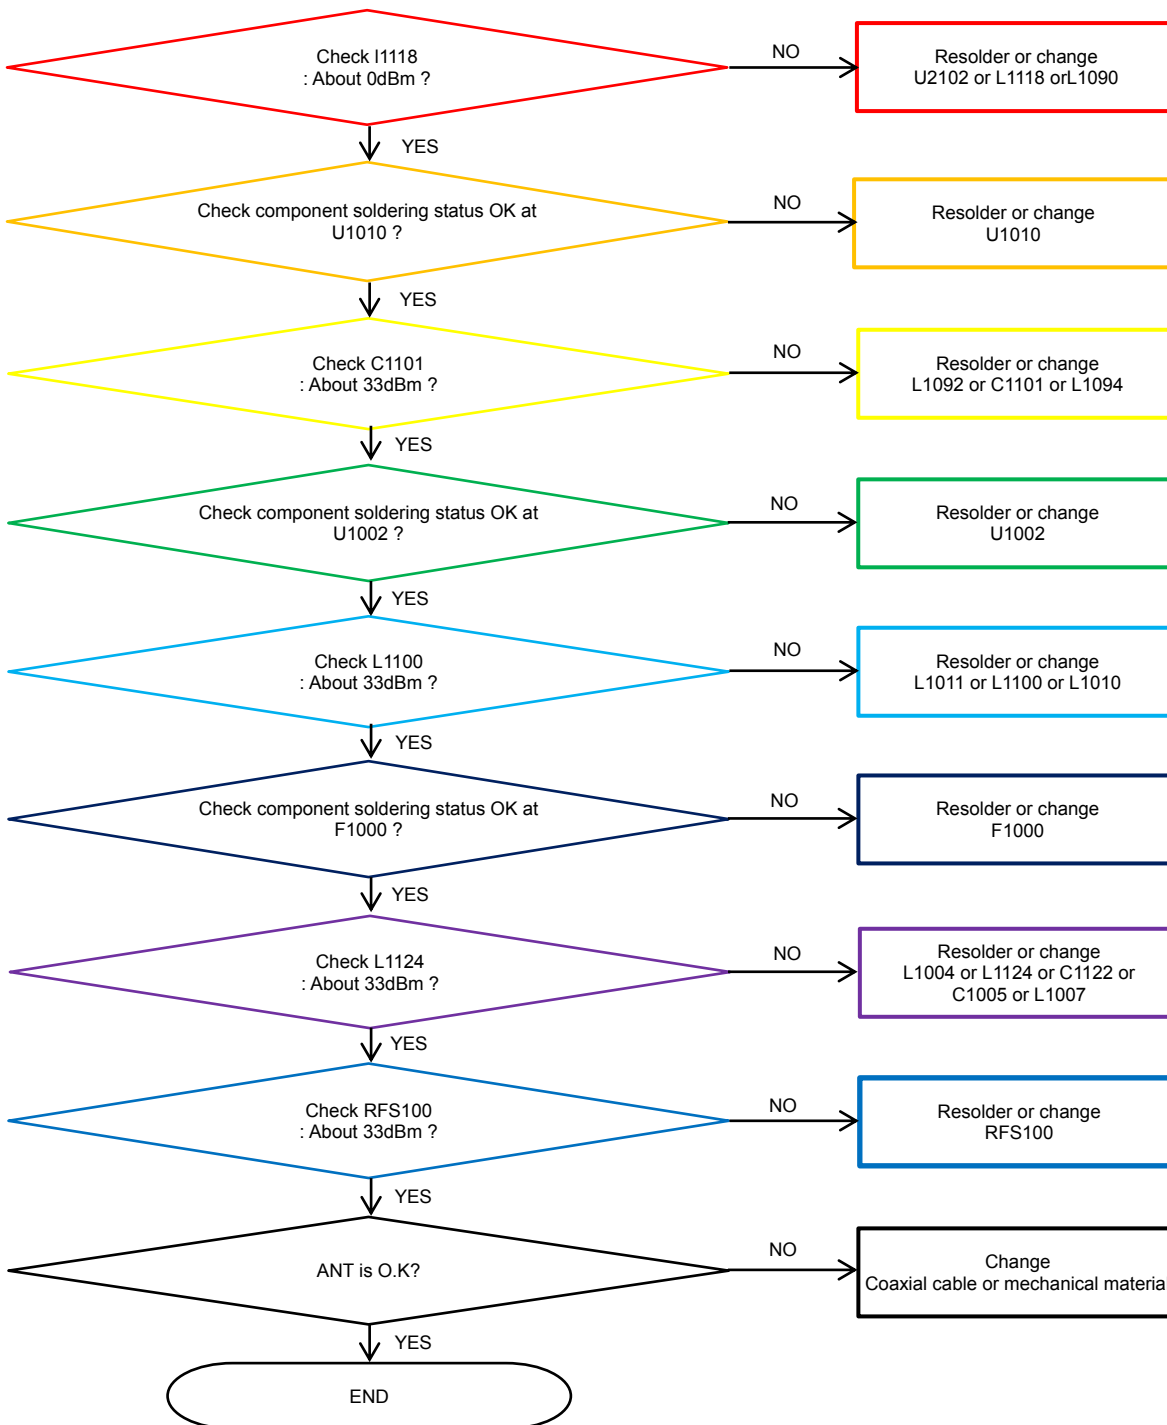 Check I1118
: About 0dBm ?
NO
Resolder or change
U2102 or L1118 orL1090
YES
Check component soldering status OK at
U1010 ?
NO
Resolder or change
U1010
YES
Check C1101
: About 33dBm ?
NO
Resolder or change
L1092 or C1101 or L1094
YES
Check component soldering status OK at
U1002 ?
NO
Resolder or change
U1002
YES
Check L1100
: About 33dBm ?
NO
Resolder or change
L1011 or L1100 or L1010
YES
Check component soldering status OK at
F1000 ?
NO
Resolder or change
F1000
YES
Check L1124
: About 33dBm ?
NO
Resolder or change
L1004 or L1124 or C1122 or
C1005 or L1007
YES
Check RFS100
: About 33dBm ?
NO
Resolder or change
RFS100
YES
ANT is O.K?
NO
Change
Coaxial cable or mechanical materia
YES
END